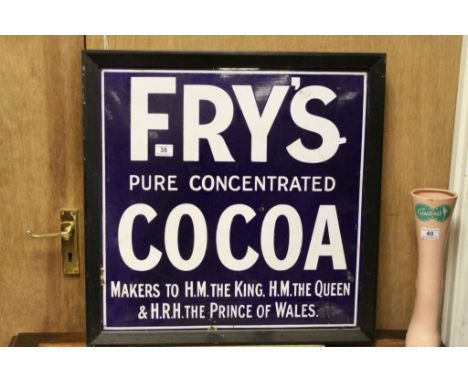 FRY'S
38
PURE CONCENTRATED
COCOA
MAKERS TO H.M. THE KING, H.M. THE QUEEN
& H.R.H. THE PRINCE OF WALES.
40